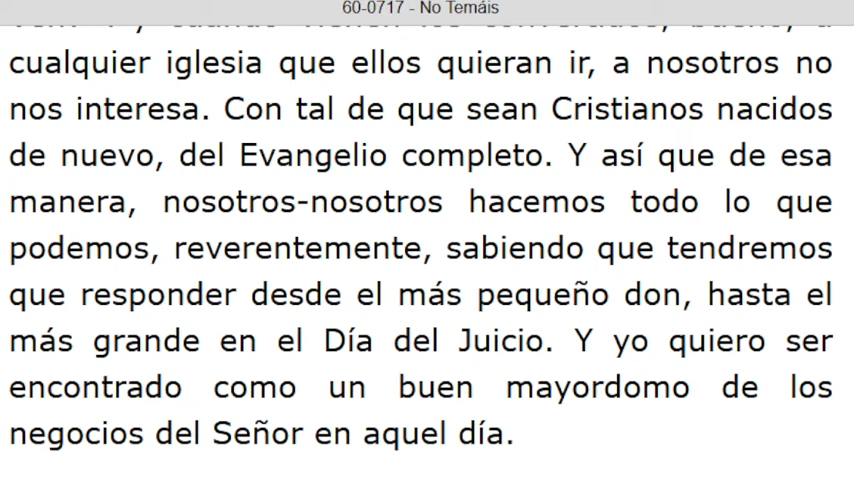 60-0717 - No Temáis
cualquier iglesia que ellos quieran ir, a nosotros no
nos interesa. Con tal de que sean Cristianos nacidos
de nuevo, del Evangelio completo. Y así que de esa
manera, nosotros-nosotros hacemos todo lo que
podemos, reverentemente, sabiendo que tendremos
que responder desde el más pequeño don, hasta el
más grande en el Día del Juicio. Y yo quiero ser
encontrado como un buen mayordomo de los
negocios del Señor en aquel día.